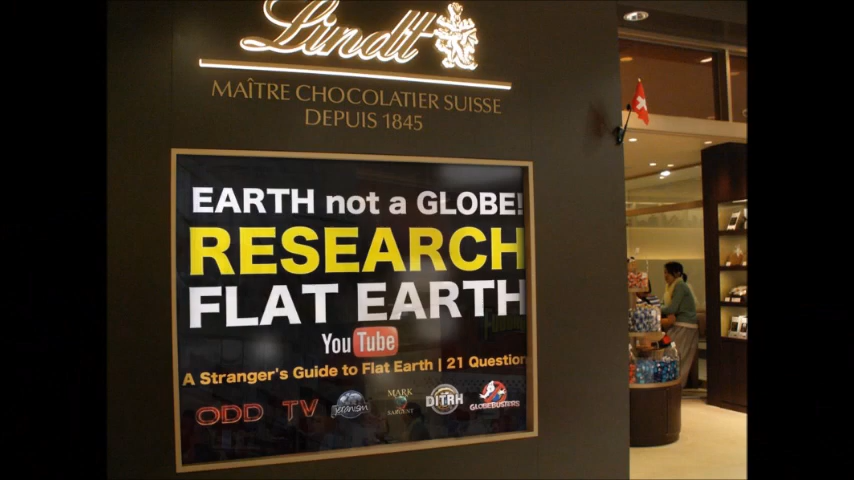 Lindt
MAÎTRE CHOCOLATIER SUISSE
DEPUIS 1845
EARTH not a GLOBE!
RESEARCH
FLAT EARTH
YouTube
A Stranger's Guide to Flat Earth | 21 Question
ODD TV jeranism MARK SARGENT DITRH GLOBEBUSTERS